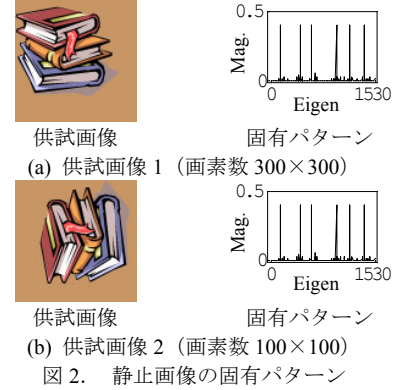 0.5
Mag.
0
0
1530
Eigen
供試画像
固有パターン
(a) 供試画像 1（画素数 300×300）
0.5
Mag.
0
0
1530
Eigen
供試画像
固有パターン
(b) 供試画像 2（画素数 100×100）
図 2. 静止画像の固有パターン